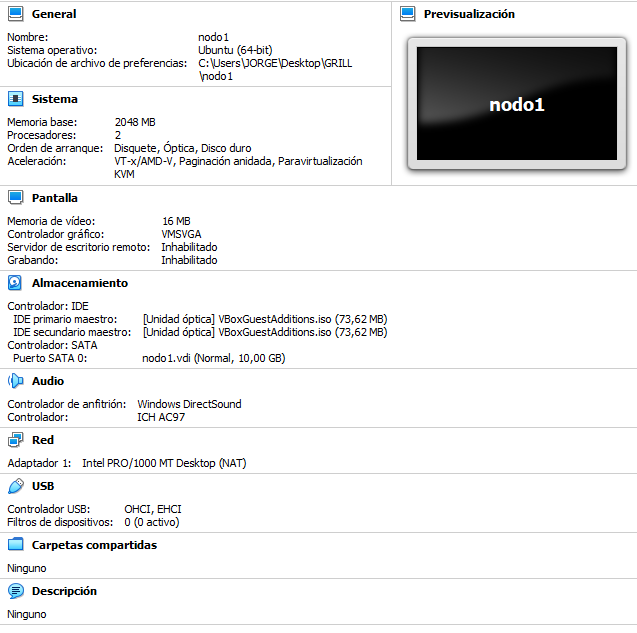 General
Nombre: nodo1
Sistema operativo: Ubuntu (64-bit)
Ubicación de archivo de preferencias: C:\Users\JORGE\Desktop\GRILL
\nodo1
Previsualización
nodo1
Sistema
Memoria base: 2048 MB
Procesadores: 2
Orden de arranque: Disquete, Óptica, Disco duro
Aceleración: VT-x/AMD-V, Paginación anidada, Paravirtualización
KVM
Pantalla
Memoria de vídeo: 16 MB
Controlador gráfico: VMSVGA
Servidor de escritorio remoto: Inhabilitado
Grabando: Inhabilitado
Almacenamiento
Controlador: IDE
IDE primario maestro: [Unidad óptica] VBoxGuestAdditions.iso (73,62 MB)
IDE secundario maestro: [Unidad óptica] VBoxGuestAdditions.iso (73,62 MB)
Controlador: SATA
Puerto SATA 0: nodo1.vdi (Normal, 10,00 GB)
Audio
Controlador de anfitrión: Windows DirectSound
Controlador: ICH AC97
Red
Adaptador 1: Intel PRO/1000 MT Desktop (NAT)
USB
Controlador USB: OHCI, EHCI
Filtros de dispositivos: 0 (0 activo)
Carpetas compartidas
Ninguno
Descripción
Ninguno